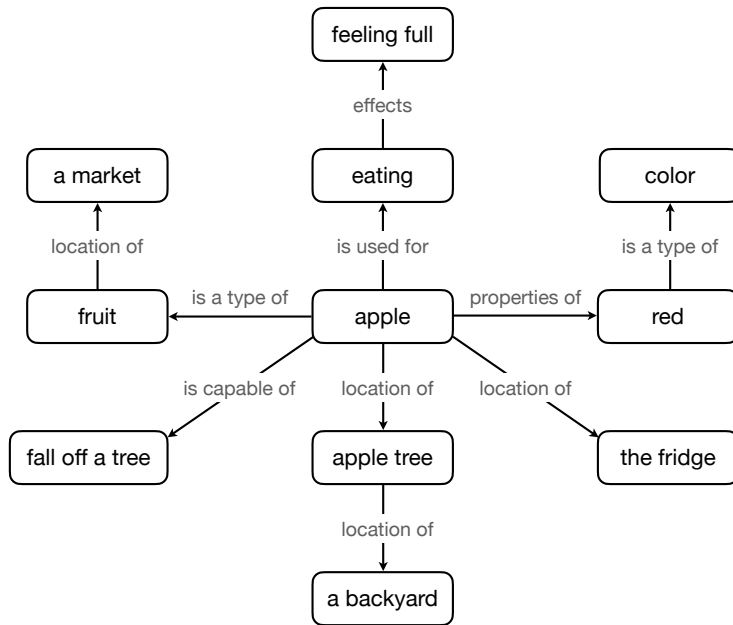 feeling full
effects
a market
eating
color
location of
is used for
is a type of
fruit
is a type of
apple
properties of
red
is capable of
location of
location of
fall off a tree
apple tree
the fridge
location of
a backyard